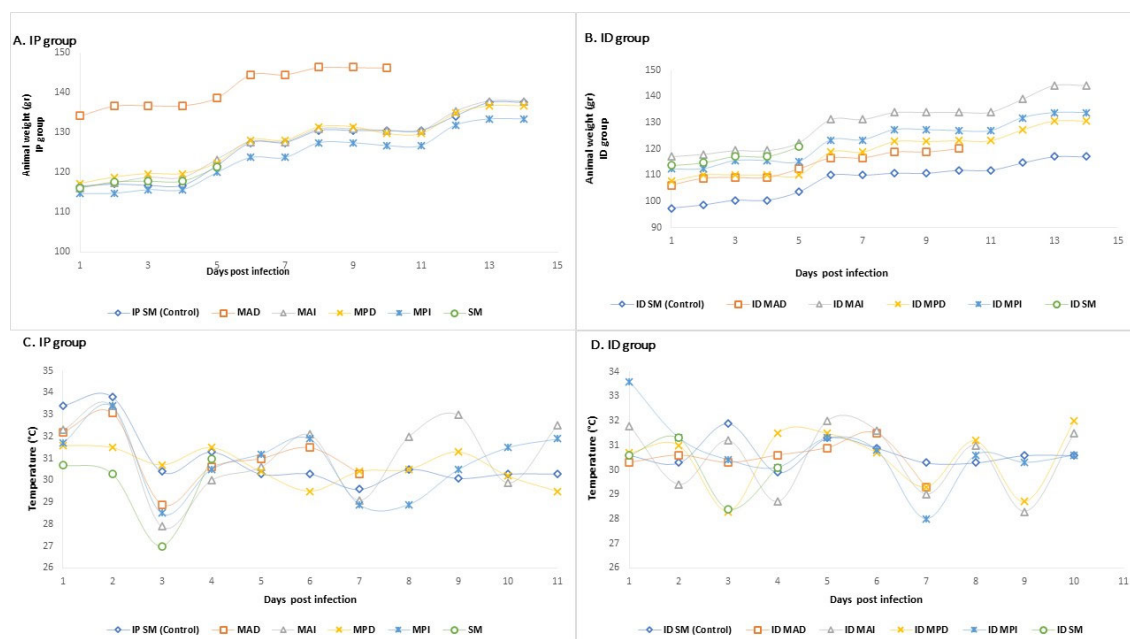 A. IP group
150
140
130
120
110
100
Animal weight (gr)
IP group
1 3 5 7 9 11 13 15
Days post infection
IP SM (Control) MAD MAI MPD MPI SM
B. ID group
150
140
130
120
110
100
90
Animal weight (gr)
ID group
1 3 5 7 9 11 13 15
Days post infection
ID SM (Control) ID MAD ID MAI ID MPD ID MPI ID SM
C. IP group
35
34
33
32
31
30
29
28
27
26
Temperature (°C)
1 2 3 4 5 6 7 8 9 10 11
Days post infection
IP SM (Control) MAD MAI MPD MPI SM
D. ID group
34
33
32
31
30
29
28
27
26
Temperature (°C)
1 2 3 4 5 6 7 8 9 10 11
Days post infection
ID SM (Control) ID MAD ID MAI ID MPD ID MPI ID SM